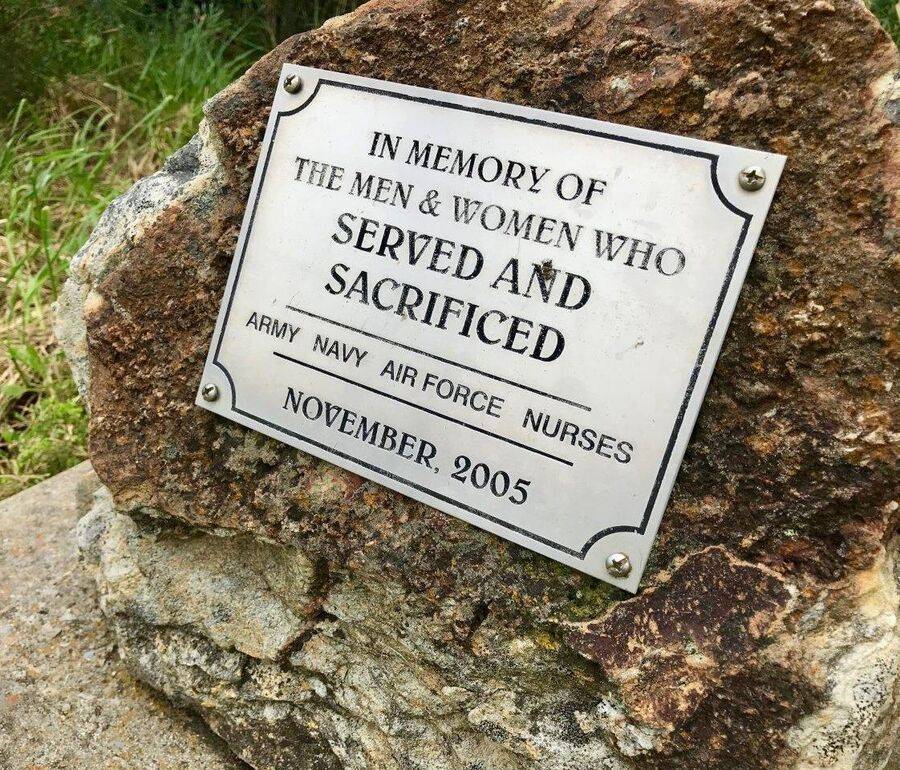 IN MEMORY OF
THE MEN & WOMEN WHO
SERVED AND
SACRIFICED
ARMY NAVY AIR FORCE NURSES
NOVEMBER, 2005